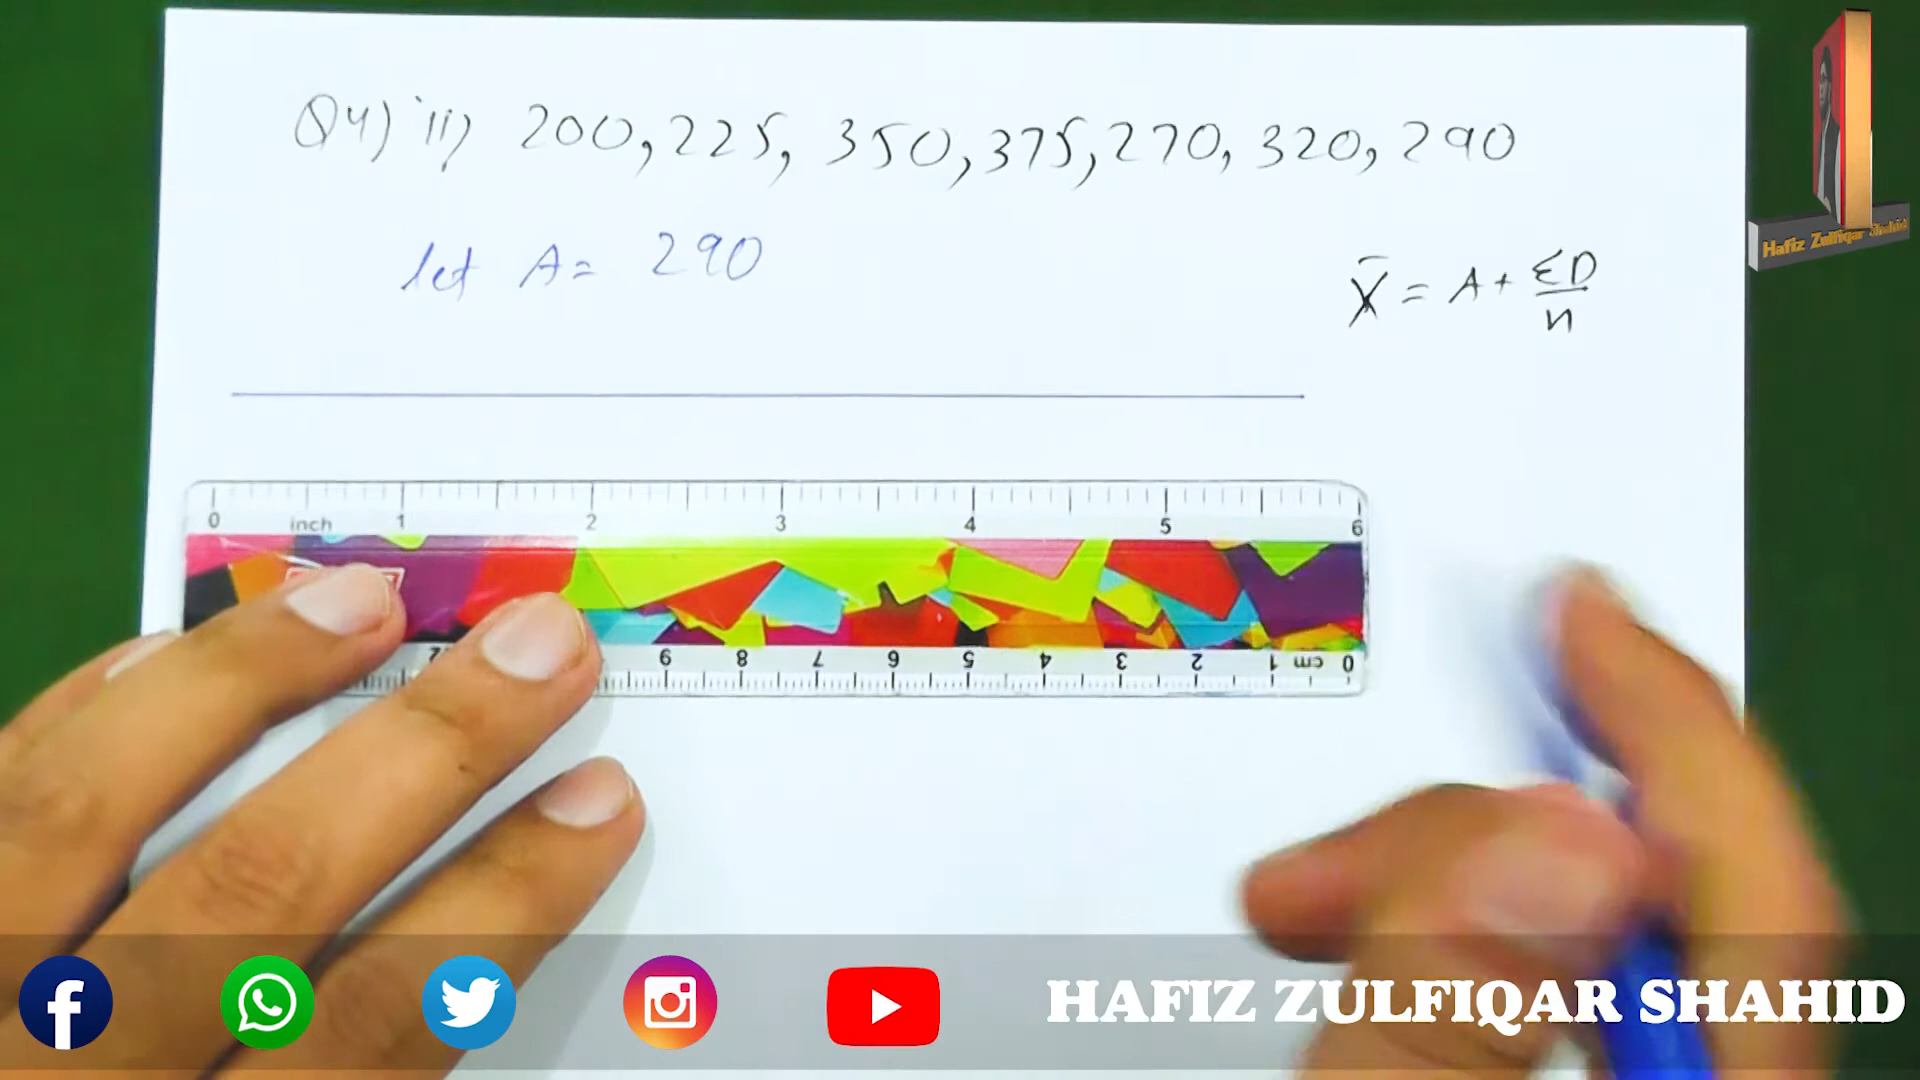 Q4) iii) 200, 225, 350, 375, 270, 320, 290
let A = 290
X̄ = A + ΣD/n
Hafiz Zulfiqar Shahid
0 inch 1 2 3 4 5 6
9 8 7 6 5 4 3 2 1 cm 0
HAFIZ ZULFIQAR SHAHID